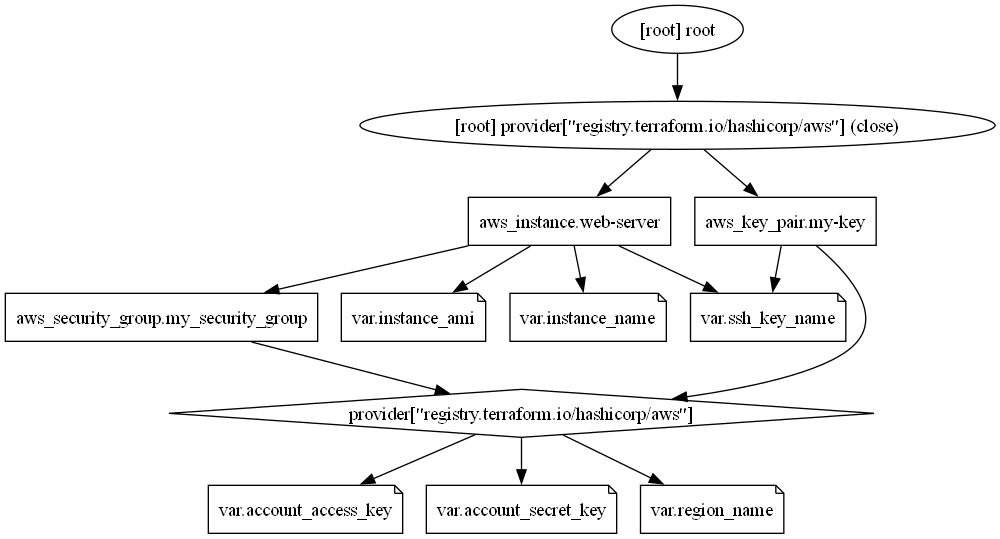 [root] root
[root] provider["registry.terraform.io/hashicorp/aws"] (close)
aws_instance.web-server
aws_key_pair.my-key
aws_security_group.my_security_group
var.instance_ami
var.instance_name
var.ssh_key_name
provider["registry.terraform.io/hashicorp/aws"]
var.account_access_key
var.account_secret_key
var.region_name